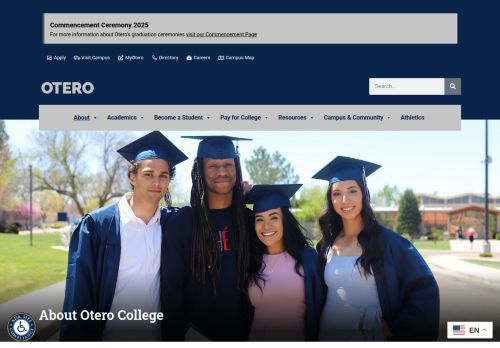 Commencement Ceremony 2025
For more information about Otero's graduation ceremonies visit our Commencement Page
Apply Visit Campus MyOtero Directory Careers Campus Map
OTERO
Search...
About Academics Become a Student Pay for College Resources Campus & Community Athletics
About Otero College
EN